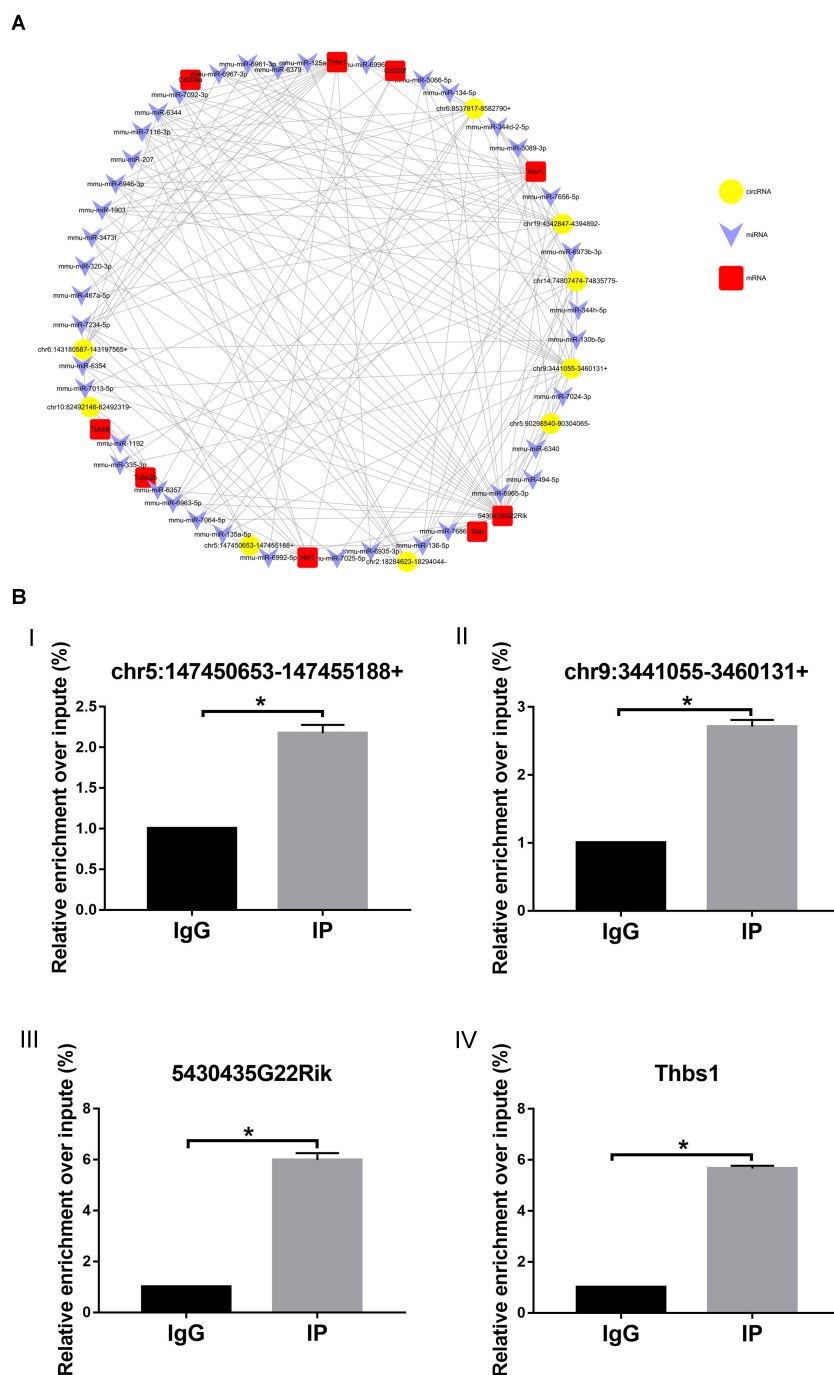 A
mmu-miR-6961-3p
mmu-miR-125a
Thbs1
mmu-miR-6996
mmu-miR-6967-3p
mmu-miR-6379
mmu-miR-3066-5p
mmu-miR-7092-3p
mmu-miR-134-5p
mmu-miR-6344
chr6:8537817-8582790+
mmu-miR-7116-3p
mmu-miR-344d-2-5p
mmu-miR-207
mmu-miR-3089-3p
Msr1
mmu-miR-6946-3p
mmu-miR-7656-5p
circRNA
mmu-miR-1903
chr19:4342847-4394892-
mmu-miR-3473f
miRNA
mmu-miR-6973b-3p
mmu-miR-320-3p
chr14:74807474-74835775-
mRNA
mmu-miR-467a-5p
mmu-miR-344h-5p
mmu-miR-7234-5p
mmu-miR-130b-5p
chr6:143180587-143197565+
mmu-miR-6354
chr9:3441055-3460131+
mmu-miR-7013-5p
mmu-miR-7024-3p
chr10:82492146-82492319-
chr5:90298540-90304065-
mmu-miR-1192
mmu-miR-6340
mmu-miR-335-3p
mmu-miR-494-5p
Tubb2b
mmu-miR-6357
mmu-miR-6965-3p
mmu-miR-6963-5p
5430435G22Rik
mmu-miR-7064-5p
mmu-miR-7686
mmu-miR-135a-5p
mmu-miR-136-5p
chr5:147450653-147455188+
mmu-miR-6935-3p
mmu-miR-6992-5p
nu-miR-7025-5p
chr2:18284623-18294044-
B
I
chr5:147450653-147455188+
Relative enrichment over inpute (%)
2.5
2.0
1.5
1.0
0.5
0.0
*
IgG
IP
II
chr9:3441055-3460131+
Relative enrichment over inpute (%)
3
2
1
0
*
IgG
IP
III
5430435G22Rik
Relative enrichment over inpute (%)
8
6
4
2
0
*
IgG
IP
IV
Thbs1
Relative enrichment over inpute (%)
8
6
4
2
0
*
IgG
IP